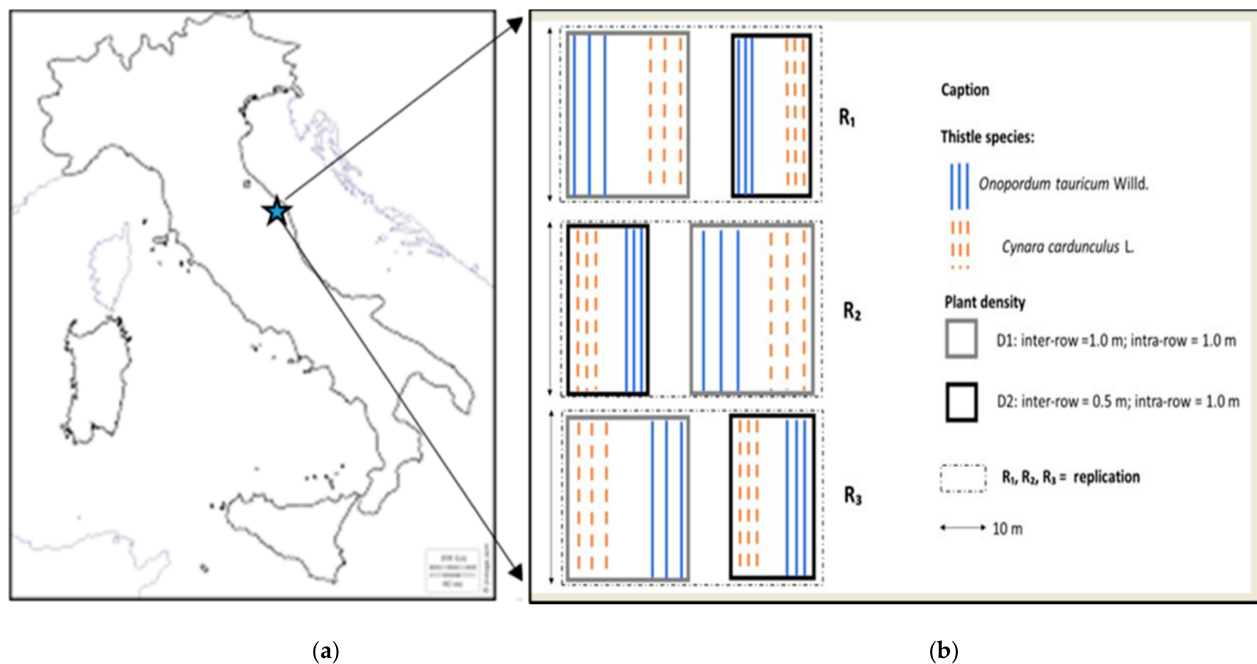 R₁
R₂
R₃
Caption
Thistle species:
Onopordum tauricum Willd.
Cynara cardunculus L.
Plant density
D1: inter-row =1.0 m; intra-row = 1.0 m
D2: inter-row = 0.5 m; intra-row = 1.0 m
R₁, R₂, R₃ = replication
10 m
(a)
(b)